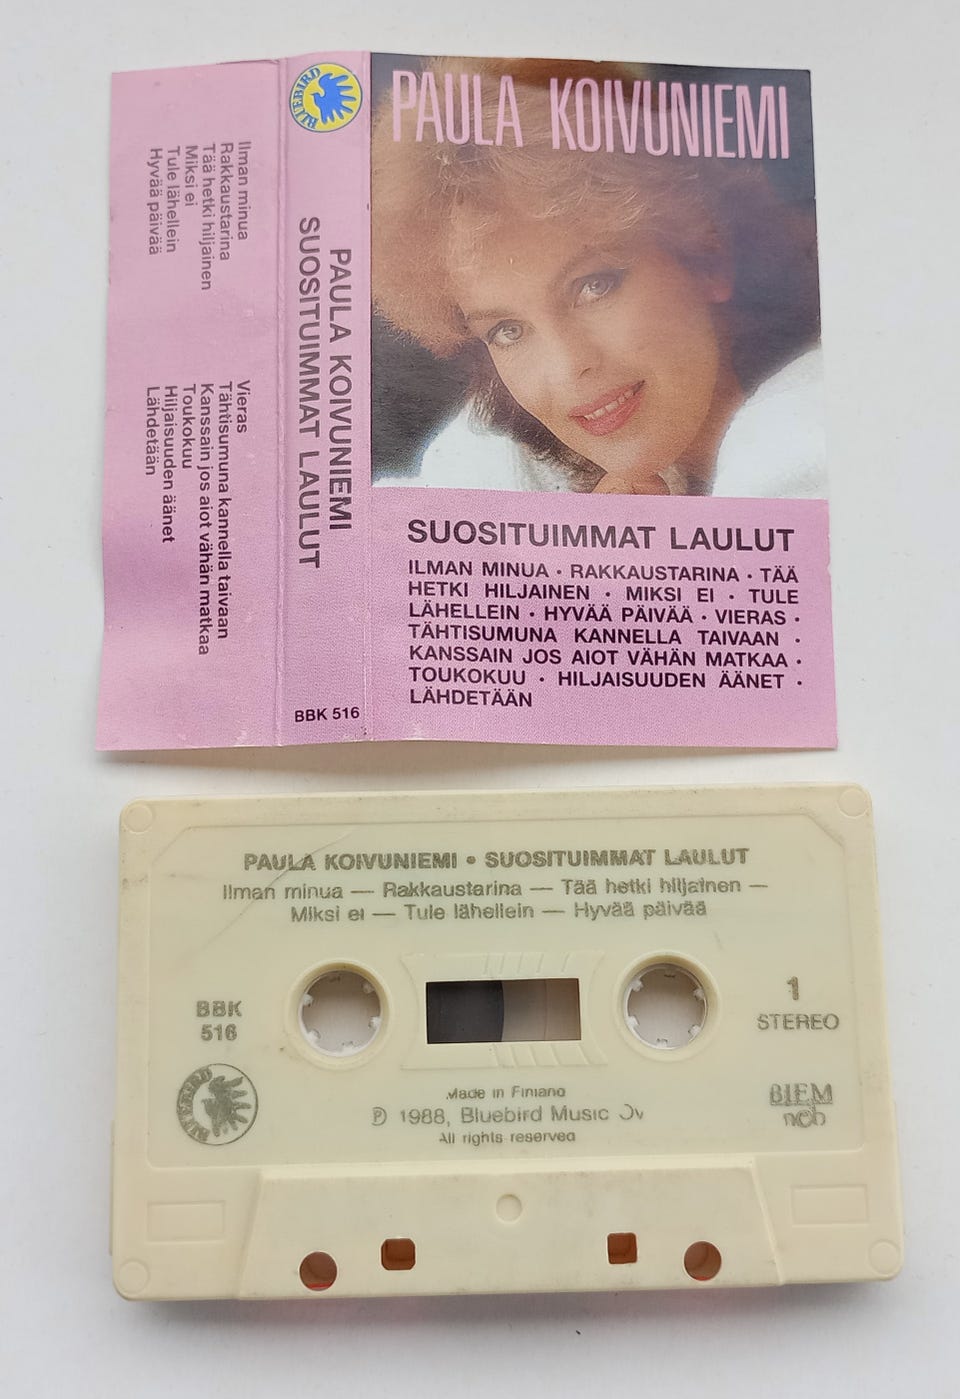 PAULA KOIVUNIEMI
SUOSITUIMMAT LAULUT
ILMAN MINUA · RAKKAUSTARINA · TÄÄ
HETKI HILJAINEN · MIKSI EI · TULE
LÄHELLEIN · HYVÄÄ PÄIVÄÄ · VIERAS ·
TÄHTISUMUNA KANNELLA TAIVAAN ·
KANSSAIN JOS AIOT VÄHÄN MATKAA ·
TOUKOKUU · HILJAISUUDEN ÄÄNET ·
LÄHDETÄÄN
BLUEBIRD
PAULA KOIVUNIEMI
SUOSITUIMMAT LAULUT
BBK 516
Ilman minua
Rakkaustarina
Tää hetki hiljainen
Miksi ei
Tule lähellein
Hyvää päivää
Vieras
Tähtisumuna kannella taivaan
Kanssain jos aiot vähän matkaa
Toukokuu
Hiljaisuuden äänet
Lähdetään
PAULA KOIVUNIEMI • SUOSITUIMMAT LAULUT
Ilman minua — Rakkaustarina — Tää hetki hiljainen —
Miksi ei — Tule lähellein — Hyvää päivää
BBK
516
1
STEREO
BLUEBIRD
Made in Finland
℗ 1988, Bluebird Music Oy
All rights reserved
BIEM
ncb